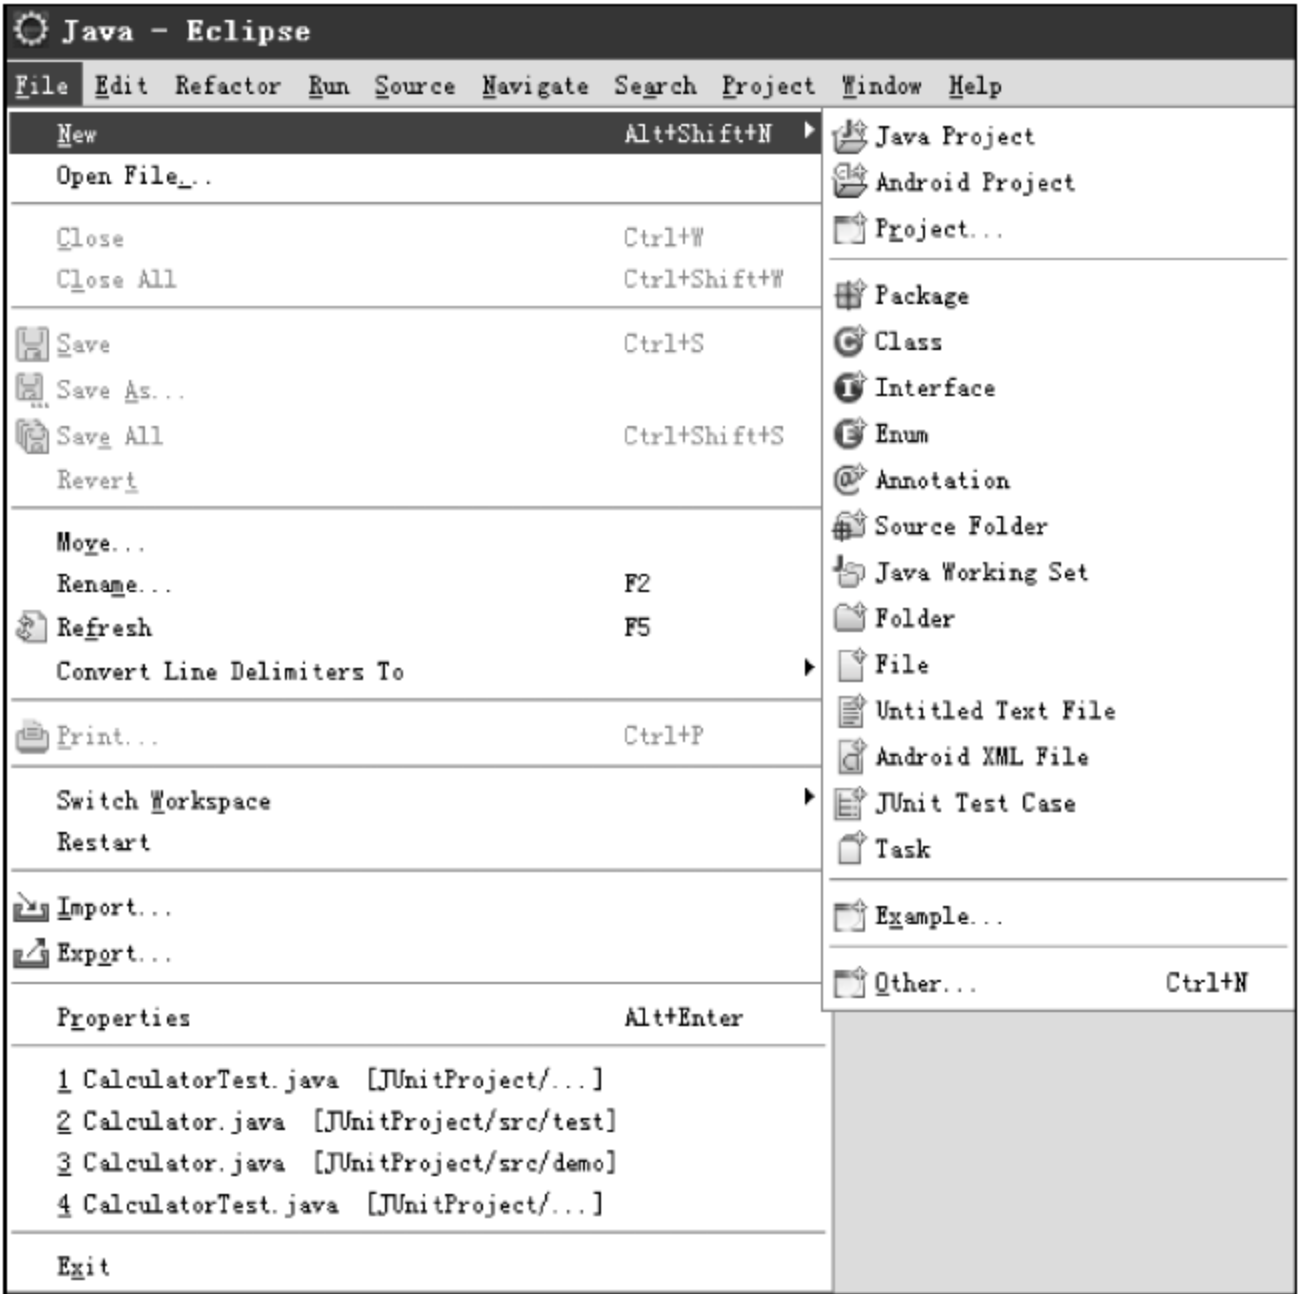 Java - Eclipse
File Edit Refactor Run Source Navigate Search Project Window Help
New Alt+Shift+N
Open File...
Close Ctrl+W
Close All Ctrl+Shift+W
Save Ctrl+S
Save As...
Save All Ctrl+Shift+S
Revert
Move...
Rename... F2
Refresh F5
Convert Line Delimiters To
Print... Ctrl+P
Switch Workspace
Restart
Import...
Export...
Properties Alt+Enter
1 CalculatorTest.java [JUnitProject/...]
2 Calculator.java [JUnitProject/src/test]
3 Calculator.java [JUnitProject/src/demo]
4 CalculatorTest.java [JUnitProject/...]
Exit
Java Project
Android Project
Project...
Package
Class
Interface
Enum
Annotation
Source Folder
Java Working Set
Folder
File
Untitled Text File
Android XML File
JUnit Test Case
Task
Example...
Other... Ctrl+N